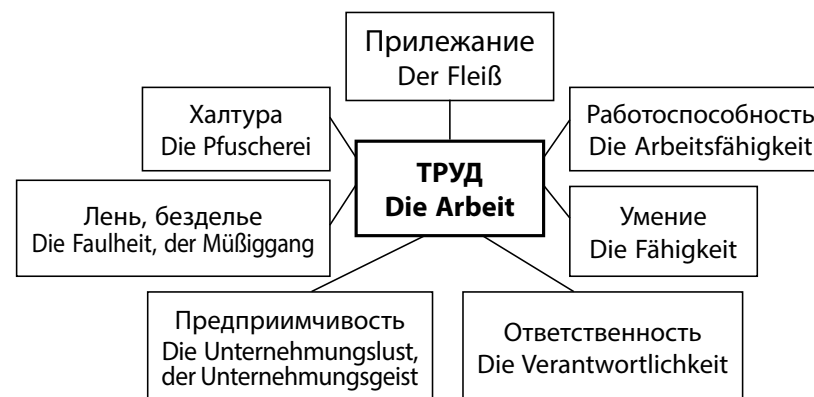 Прилежание
Der Fleiß
Халтура
Die Pfuscherei
Работоспособность
Die Arbeitsfähigkeit
ТРУД
Die Arbeit
Лень, безделье
Die Faulheit, der Müßiggang
Умение
Die Fähigkeit
Предприимчивость
Die Unternehmungslust,
der Unternehmungsgeist
Ответственность
Die Verantwortlichkeit